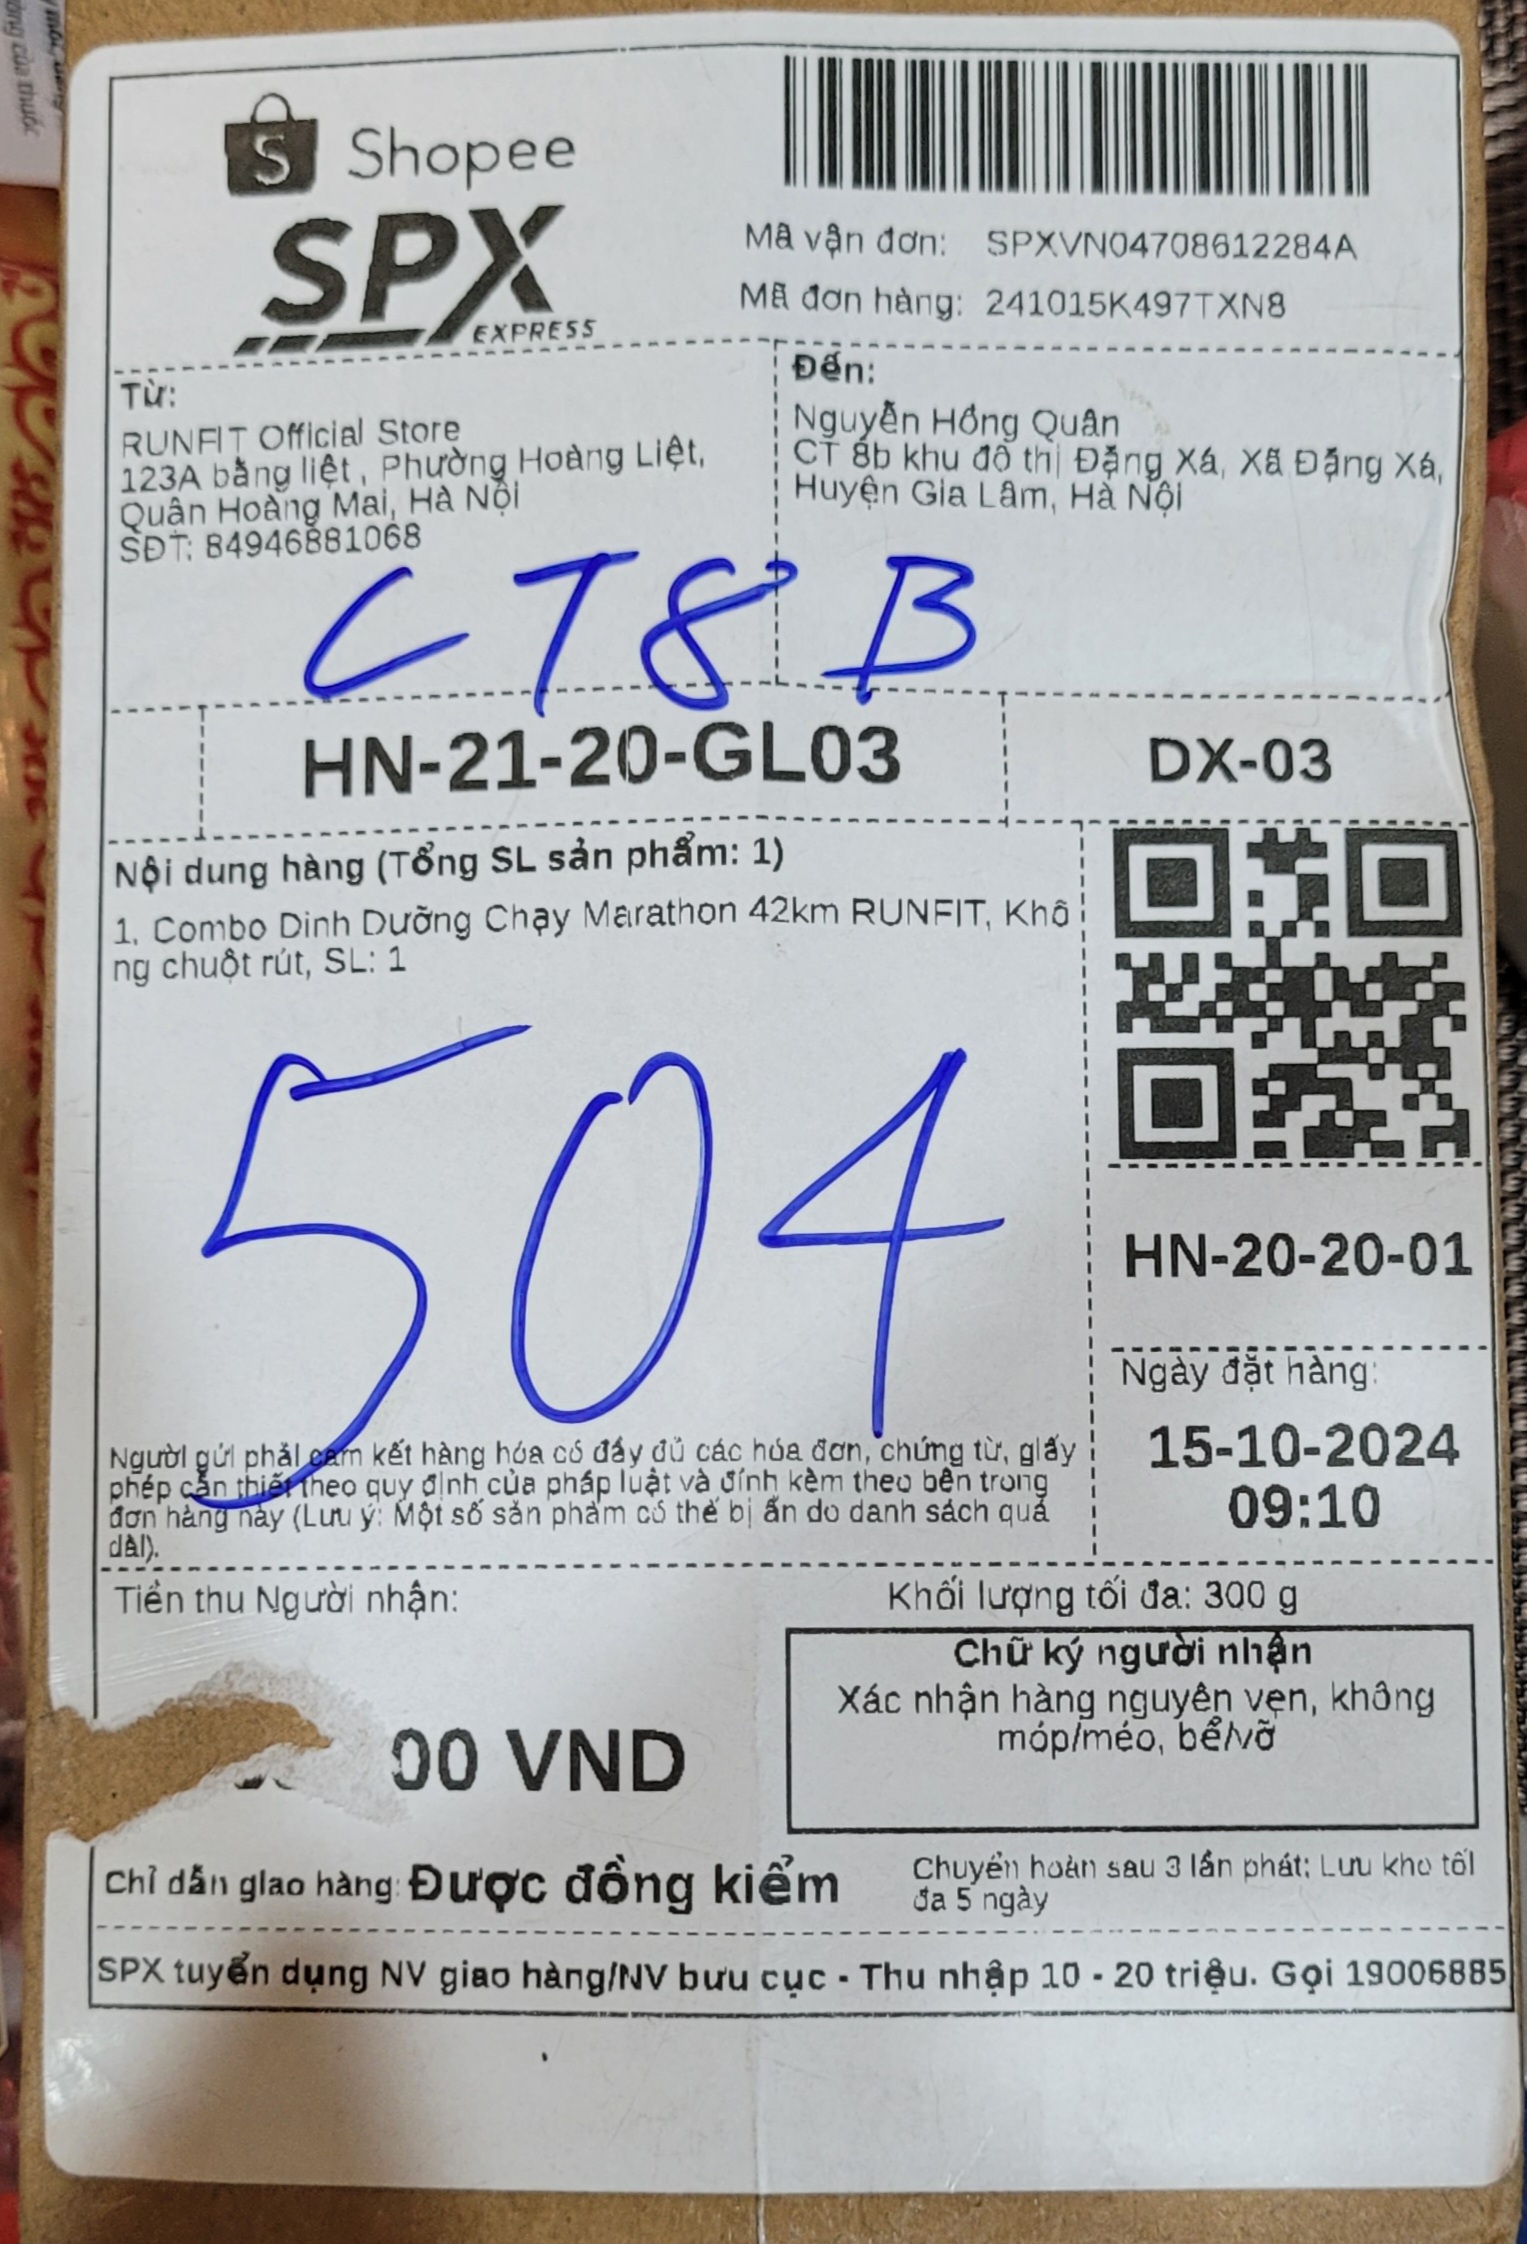 Shopee
SPX
EXPRESS
Mã vận đơn: SPXVN04708612284A
Mã đơn hàng: 241015K497TXN8
Từ:
RUNFIT Official Store
123A bằng liệt , Phường Hoàng Liệt,
Quận Hoàng Mai, Hà Nội
SĐT: 84946881068
Đến:
Nguyễn Hồng Quân
CT 8b khu đô thị Đặng Xá, Xã Đặng Xá,
Huyện Gia Lâm, Hà Nội
CT8 B
HN-21-20-GL03
DX-03
Nội dung hàng (Tổng SL sản phẩm: 1)
1. Combo Dinh Dưỡng Chạy Marathon 42km RUNFIT, Khô
ng chuột rút, SL: 1
504
HN-20-20-01
Ngày đặt hàng:
15-10-2024
09:10
Người gửi phải cam kết hàng hóa có đầy đủ các hóa đơn, chứng từ, giấy
phép cần thiết theo quy định của pháp luật và đính kèm theo bên trong
đơn hàng này (Lưu ý: Một số sản phẩm có thể bị ẩn do danh sách quá
dài).
Tiền thu Người nhận:
00 VND
Khối lượng tối đa: 300 g
Chữ ký người nhận
Xác nhận hàng nguyên vẹn, không
móp/méo, bể/vỡ
Chỉ dẫn giao hàng: Được đồng kiểm
Chuyển hoàn sau 3 lần phát; Lưu kho tối
đa 5 ngày
SPX tuyển dụng NV giao hàng/NV bưu cục - Thu nhập 10 - 20 triệu. Gọi 19006885